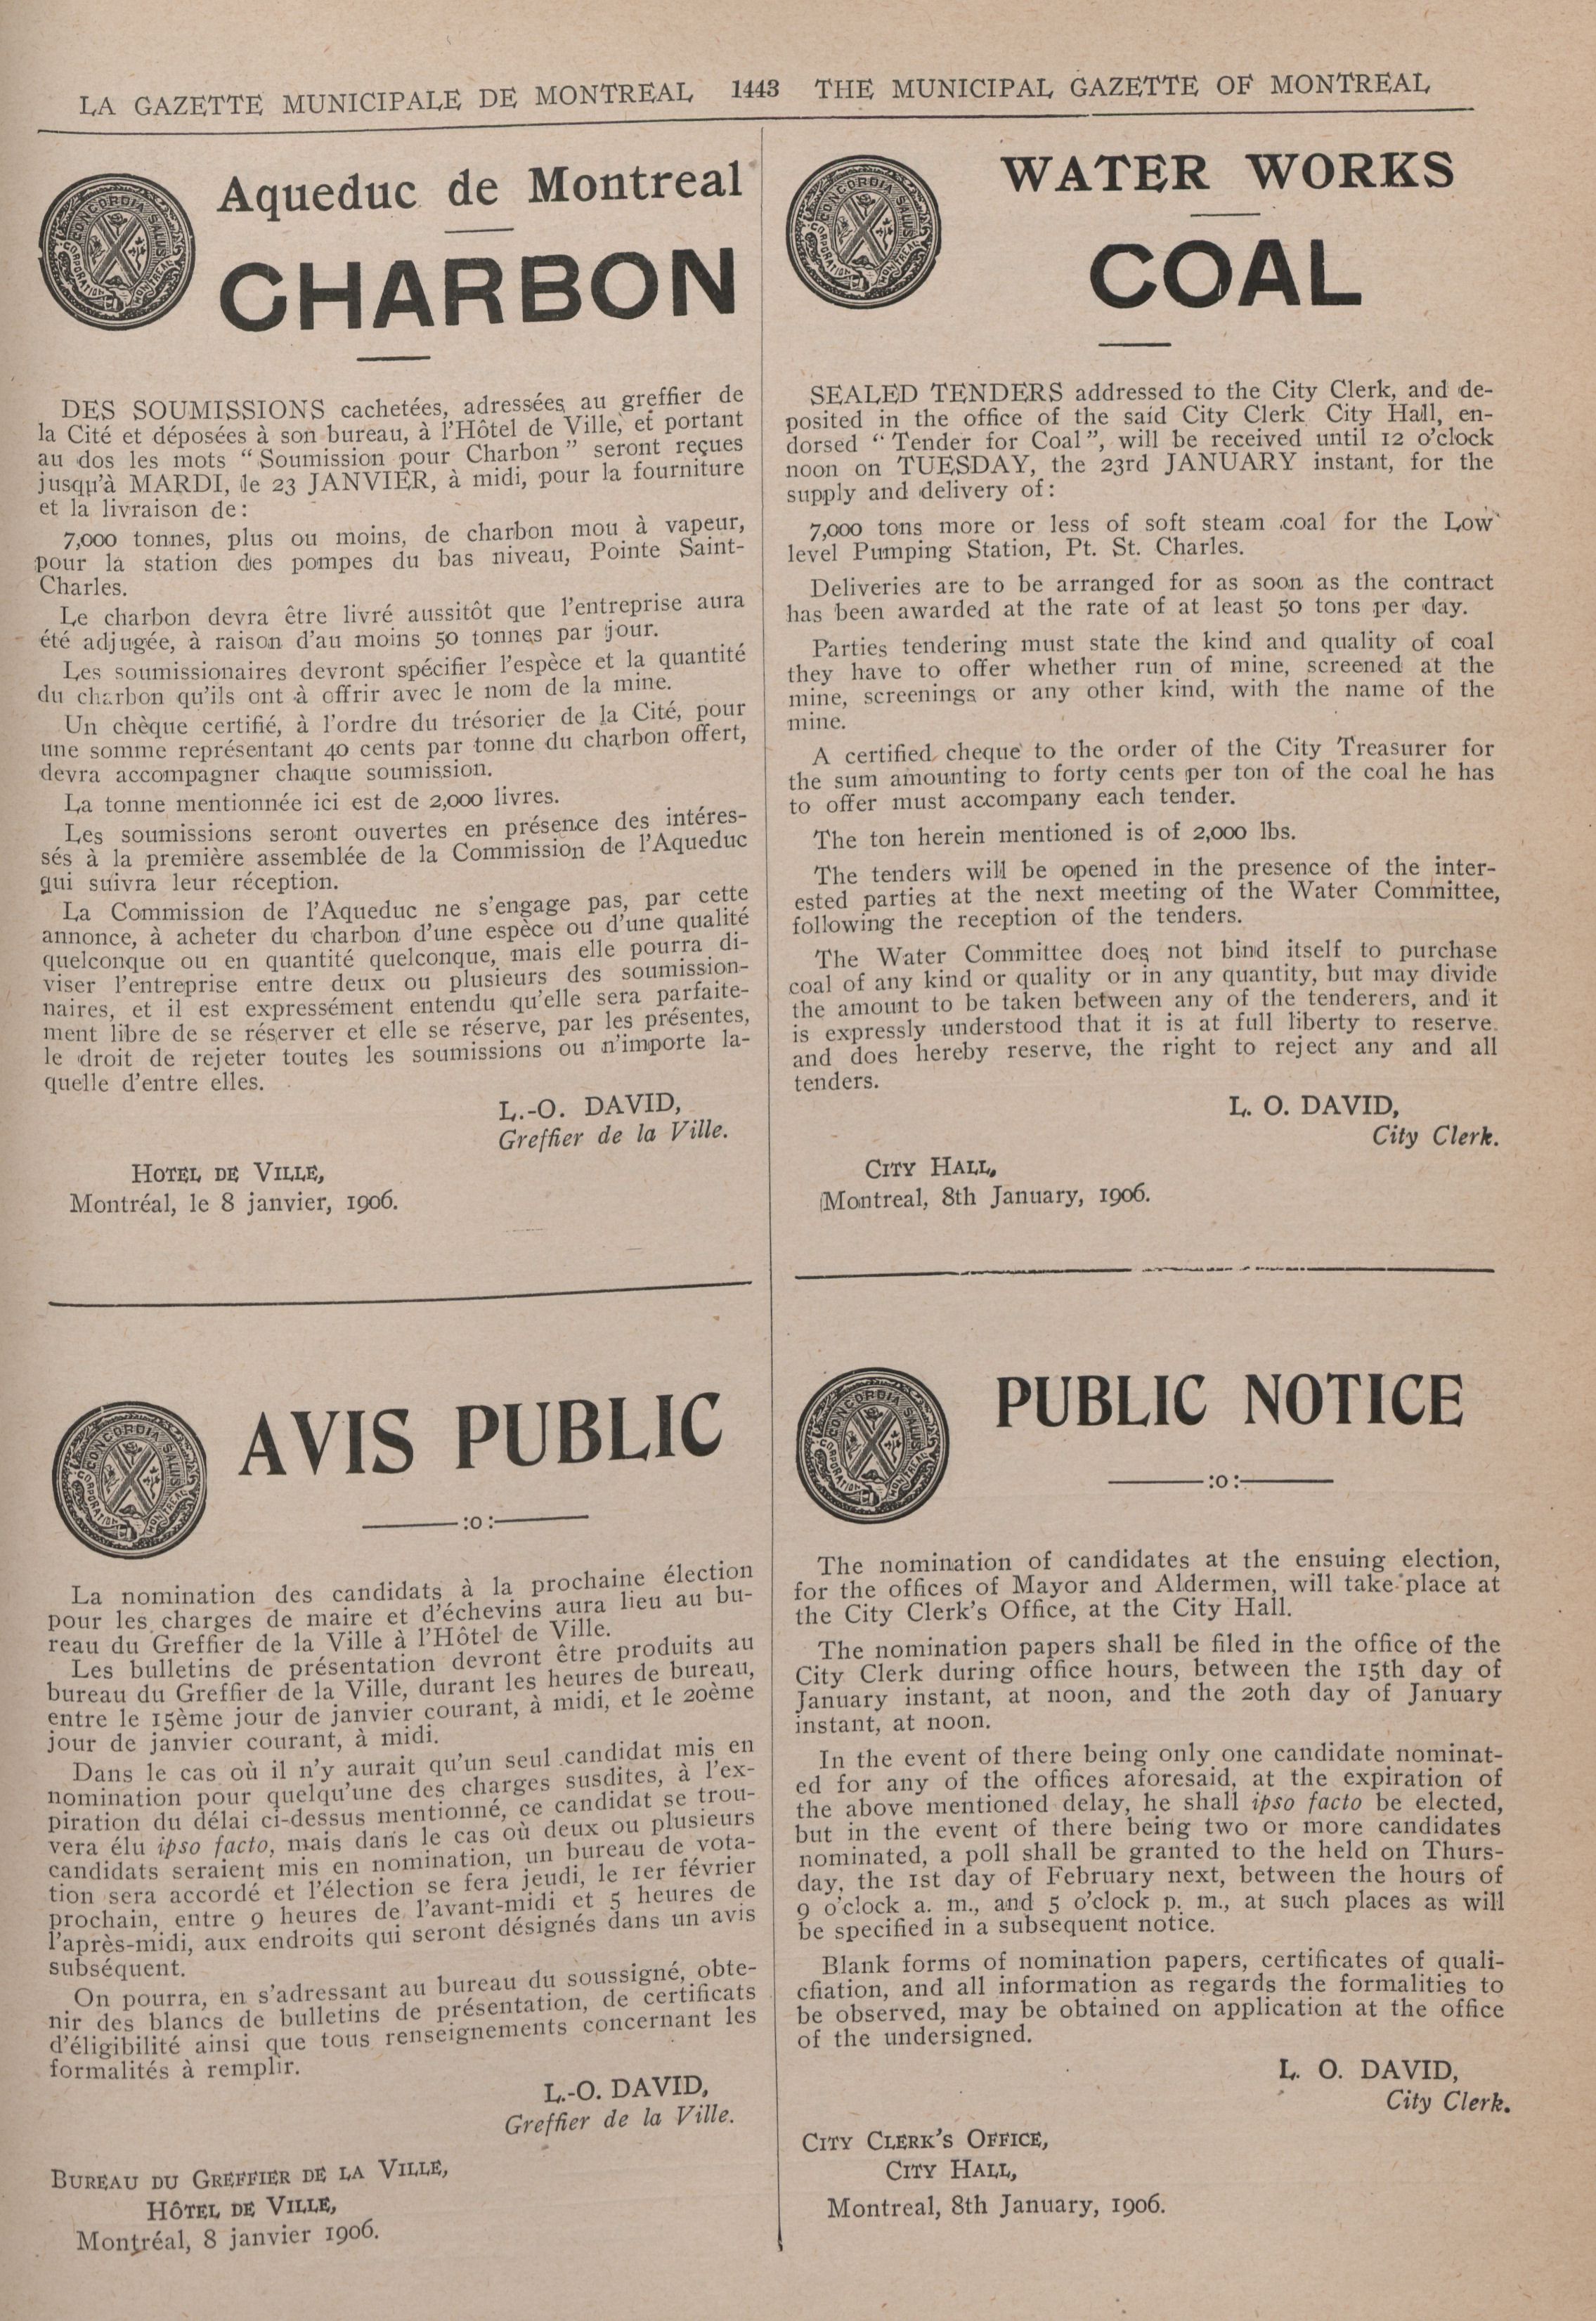 LA GAZETTE MUNICIPALE DE MONTREAL 1443 THE MUNICIPAL GAZETTE OF MONTREAL
Aqueduc de Montreal
CHARBON
DES SOUMISSIONS cachetées, adressées au greffier de
la Cité et déposées à son bureau, à l'Hôtel de Ville, et portant
au dos les mots “Soumission pour Charbon” seront reçues
jusqu'à MARDI, le 23 JANVIER, à midi, pour la fourniture
et la livraison de:
7,000 tonnes, plus ou moins, de charbon mou à vapeur,
pour la station des pompes du bas niveau, Pointe Saint-
Charles.
Le charbon devra être livré aussitôt que l'entreprise aura
été adjugée, à raison d'au moins 50 tonnes par jour.
Les soumissionaires devront spécifier l'espèce et la quantité
du charbon qu'ils ont à offrir avec le nom de la mine.
Un chèque certifié, à l'ordre du trésorier de la Cité, pour
une somme représentant 40 cents par tonne du charbon offert,
devra accompagner chaque soumission.
La tonne mentionnée ici est de 2,000 livres.
Les soumissions seront ouvertes en présence des intéres-
sés à la première assemblée de la Commission de l'Aqueduc
qui suivra leur réception.
La Commission de l'Aqueduc ne s'engage pas, par cette
annonce, à acheter du charbon d'une espèce ou d'une qualité
quelconque ou en quantité quelconque, mais elle pourra di-
viser l'entreprise entre deux ou plusieurs des soumission-
naires, et il est expressément entendu qu'elle sera parfaite-
ment libre de se réserver et elle se réserve, par les présentes,
le droit de rejeter toutes les soumissions ou n'importe la-
quelle d'entre elles.
L.-O. DAVID,
Greffier de la Ville.
HOTEL DE VILLE,
Montréal, le 8 janvier, 1906.
WATER WORKS
COAL
SEALED TENDERS addressed to the City Clerk, and de-
posited in the office of the said City Clerk City Hall, en-
dorsed “Tender for Coal”, will be received until 12 o'clock
noon on TUESDAY, the 23rd JANUARY instant, for the
supply and delivery of:
7,000 tons more or less of soft steam coal for the Low
level Pumping Station, Pt. St. Charles.
Deliveries are to be arranged for as soon as the contract
has been awarded at the rate of at least 50 tons per day.
Parties tendering must state the kind and quality of coal
they have to offer whether run of mine, screened at the
mine, screenings or any other kind, with the name of the
mine.
A certified cheque to the order of the City Treasurer for
the sum amounting to forty cents per ton of the coal he has
to offer must accompany each tender.
The ton herein mentioned is of 2,000 lbs.
The tenders will be opened in the presence of the inter-
ested parties at the next meeting of the Water Committee,
following the reception of the tenders.
The Water Committee does not bind itself to purchase
coal of any kind or quality or in any quantity, but may divide
the amount to be taken between any of the tenderers, and it
is expressly understood that it is at full liberty to reserve.
and does hereby reserve, the right to reject any and all
tenders.
L. O. DAVID,
City Clerk.
CITY HALL,
Montreal, 8th January, 1906.
AVIS PUBLIC
:o:
La nomination des candidats à la prochaine élection
pour les charges de maire et d'échevins aura lieu au bu-
reau du Greffier de la Ville à l'Hôtel de Ville.
Les bulletins de présentation devront être produits au
bureau du Greffier de la Ville, durant les heures de bureau,
entre le 15ème jour de janvier courant, à midi, et le 20ème
jour de janvier courant, à midi.
Dans le cas où il n'y aurait qu'un seul candidat mis en
nomination pour quelqu'une des charges susdites, à l'ex-
piration du délai ci-dessus mentionné, ce candidat se trou-
vera élu ipso facto, mais dans le cas où deux ou plusieurs
candidats seraient mis en nomination, un bureau de vota-
tion sera accordé et l'élection se fera jeudi, le 1er février
prochain, entre 9 heures de l'avant-midi et 5 heures de
l'après-midi, aux endroits qui seront désignés dans un avis
subséquent.
On pourra, en s'adressant au bureau du soussigné, obte-
nir des blancs de bulletins de présentation, de certificats
d'éligibilité ainsi que tous renseignements concernant les
formalités à remplir.
L.-O. DAVID,
Greffier de la Ville.
BUREAU DU GREFFIER DE LA VILLE,
HÔTEL DE VILLE,
Montréal, 8 janvier 1906.
PUBLIC NOTICE
:o:
The nomination of candidates at the ensuing election,
for the offices of Mayor and Aldermen, will take place at
the City Clerk's Office, at the City Hall.
The nomination papers shall be filed in the office of the
City Clerk during office hours, between the 15th day of
January instant, at noon, and the 20th day of January
instant, at noon.
In the event of there being only one candidate nominat-
ed for any of the offices aforesaid, at the expiration of
the above mentioned delay, he shall ipso facto be elected,
but in the event of there being two or more candidates
nominated, a poll shall be granted to the held on Thurs-
day, the 1st day of February next, between the hours of
9 o'clock a. m., and 5 o'clock p. m., at such places as will
be specified in a subsequent notice.
Blank forms of nomination papers, certificates of quali-
cfiation, and all information as regards the formalities to
be observed, may be obtained on application at the office
of the undersigned.
L. O. DAVID,
City Clerk.
CITY CLERK'S OFFICE,
CITY HALL,
Montreal, 8th January, 1906.